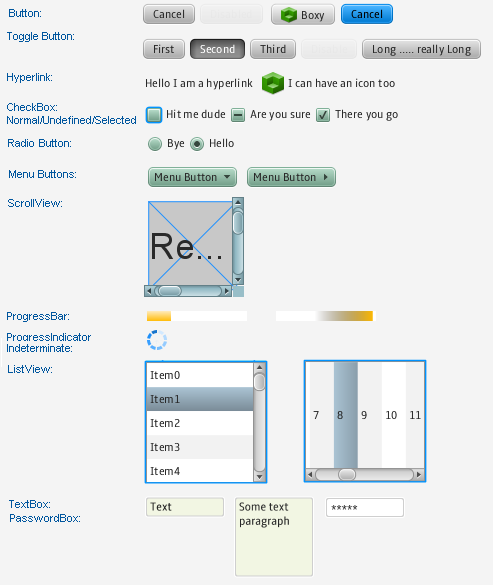 Button:
Cancel
Boxy
Cancel
Toggle Button:
First
Second
Third
Long ..... really Long
Hyperlink:
Hello I am a hyperlink
I can have an icon too
CheckBox:
Normal/Undefined/Selected
Hit me dude
Are you sure
There you go
Radio Button:
Bye
Hello
Menu Buttons:
Menu Button
Menu Button
ScrollView:
Re...
ProgressBar:
ProgressIndicator
Indeterminate:
ListView:
Item0
Item1
Item2
Item3
Item4
7 8 9 10 11
TextBox:
PasswordBox:
Text
Some text
paragraph
*****